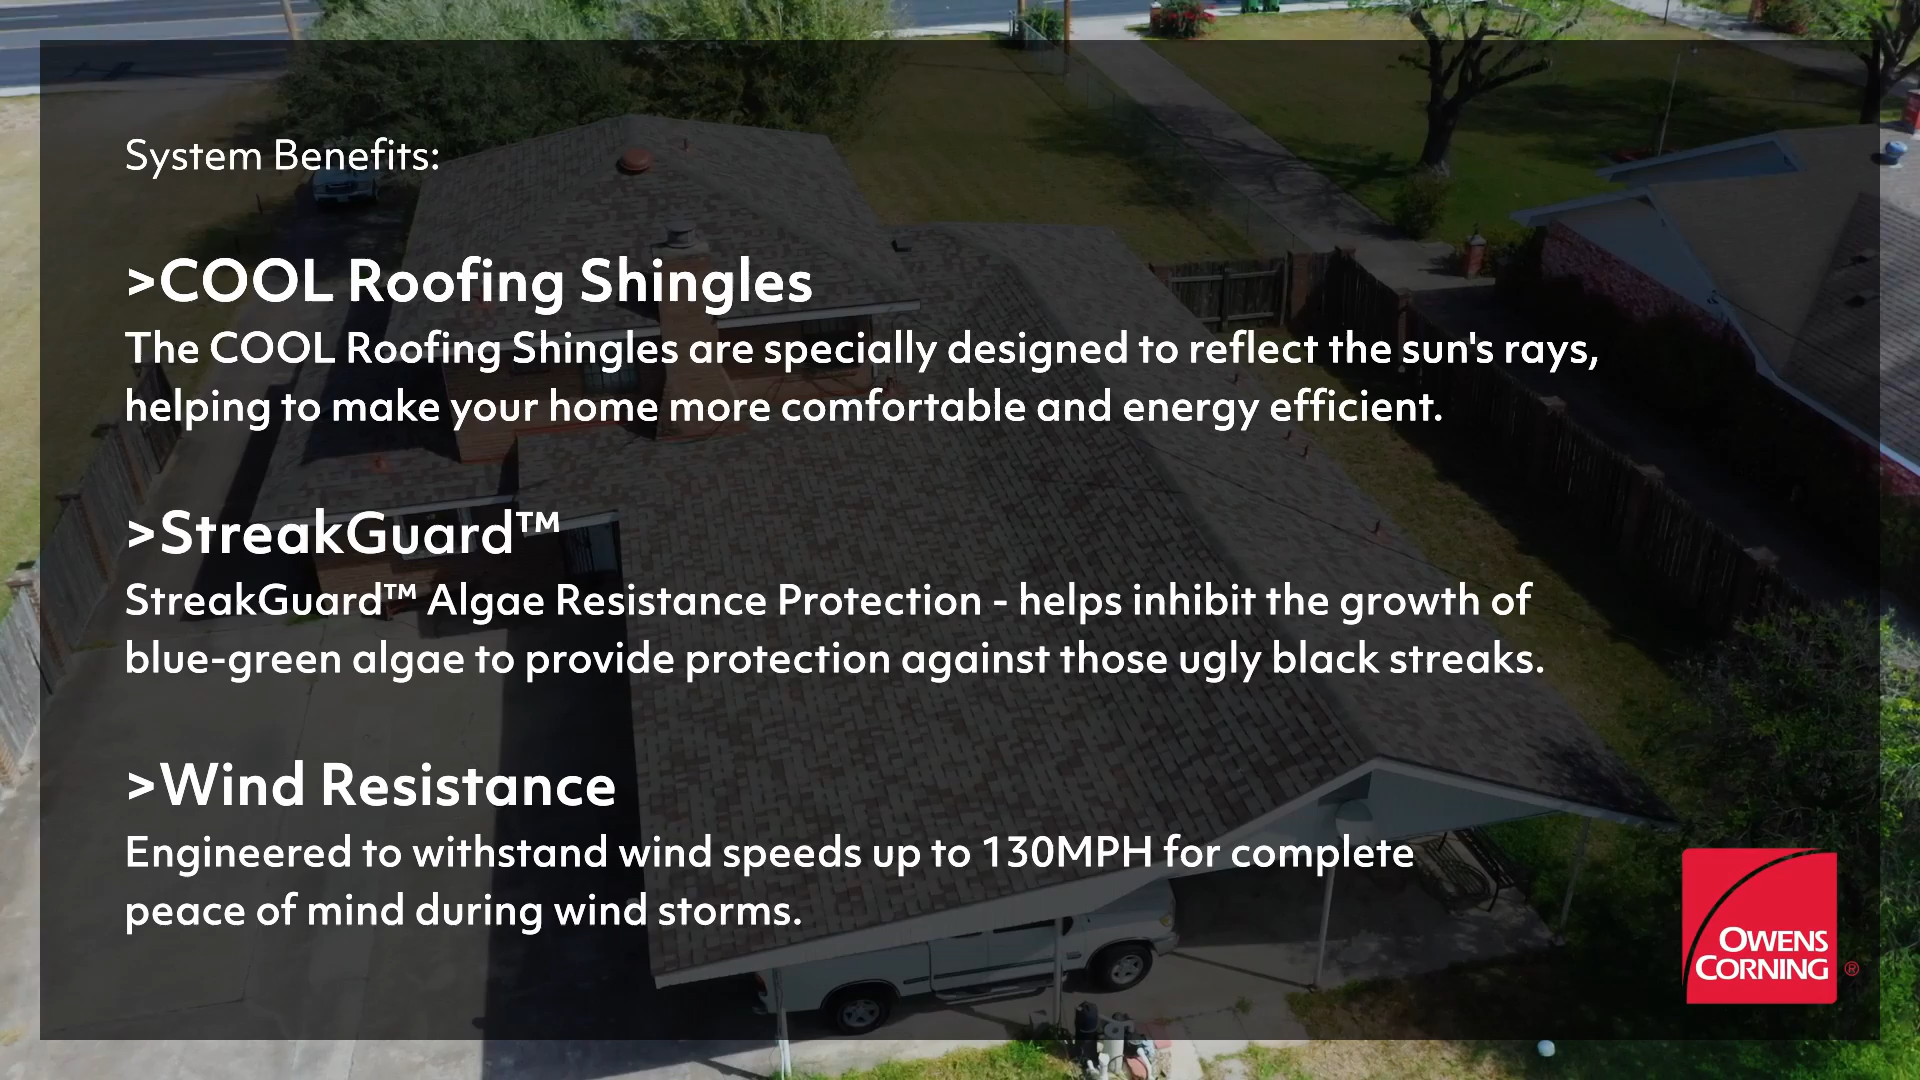 System Benefits:
>COOL Roofing Shingles
The COOL Roofing Shingles are specially designed to reflect the sun's rays,
helping to make your home more comfortable and energy efficient.
>StreakGuard™
StreakGuard™ Algae Resistance Protection - helps inhibit the growth of
blue-green algae to provide protection against those ugly black streaks.
>Wind Resistance
Engineered to withstand wind speeds up to 130MPH for complete
peace of mind during wind storms.
OWENS
CORNING ®